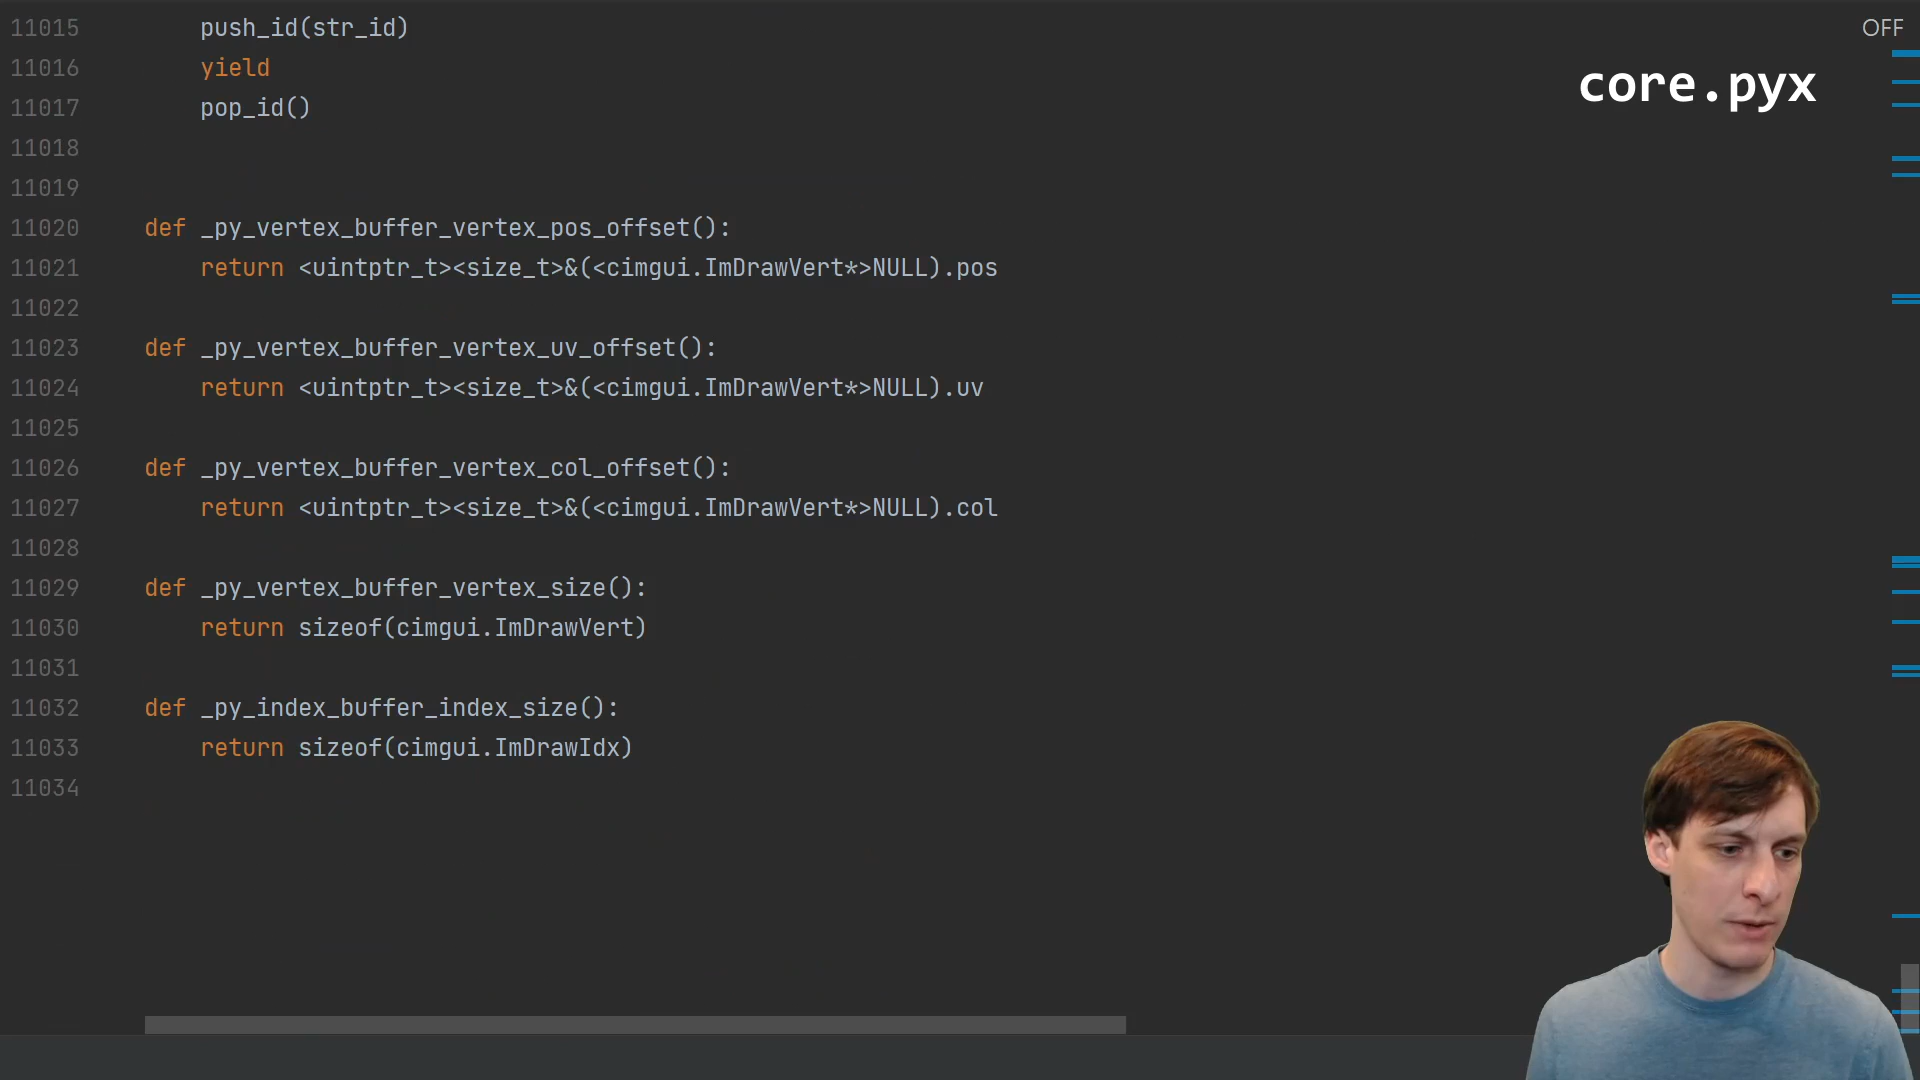 11015 push_id(str_id)
OFF
11016 yield
core.pyx
11017 pop_id()
11018
11019
11020 def _py_vertex_buffer_vertex_pos_offset():
11021 return <uintptr_t><size_t>&(<cimgui.ImDrawVert*>NULL).pos
11022
11023 def _py_vertex_buffer_vertex_uv_offset():
11024 return <uintptr_t><size_t>&(<cimgui.ImDrawVert*>NULL).uv
11025
11026 def _py_vertex_buffer_vertex_col_offset():
11027 return <uintptr_t><size_t>&(<cimgui.ImDrawVert*>NULL).col
11028
11029 def _py_vertex_buffer_vertex_size():
11030 return sizeof(cimgui.ImDrawVert)
11031
11032 def _py_index_buffer_index_size():
11033 return sizeof(cimgui.ImDrawIdx)
11034